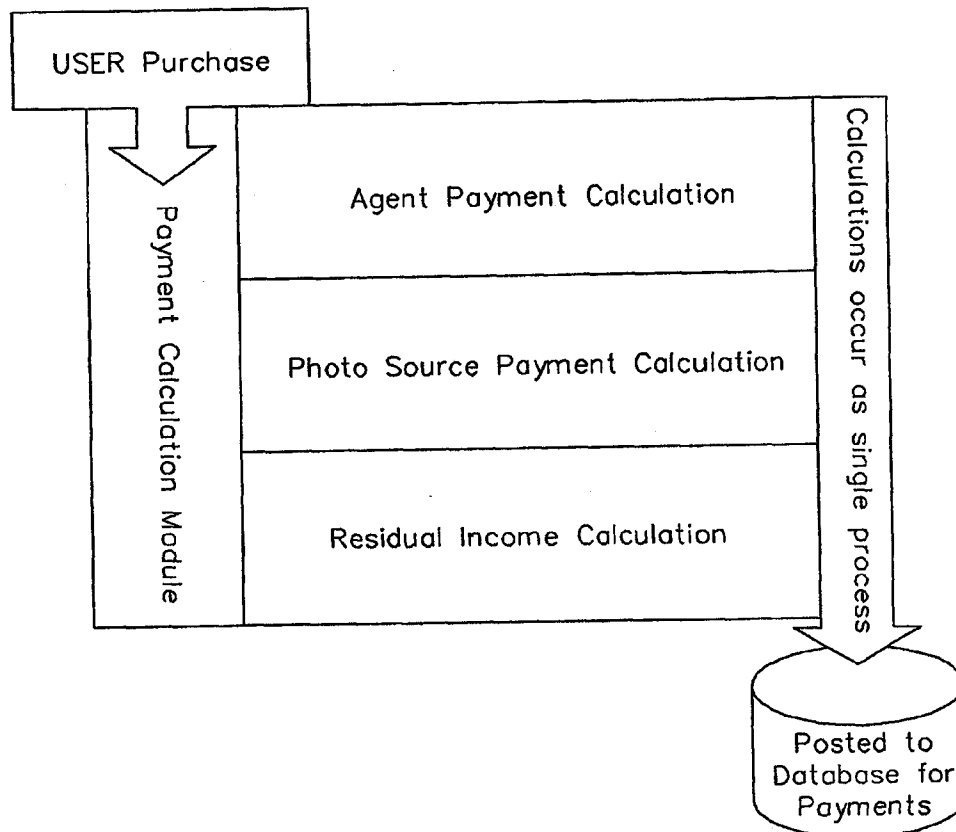 USER Purchase
Payment Calculation Module
Agent Payment Calculation
Photo Source Payment Calculation
Residual Income Calculation
Calculations occur as single process
Posted to
Database for
Payments